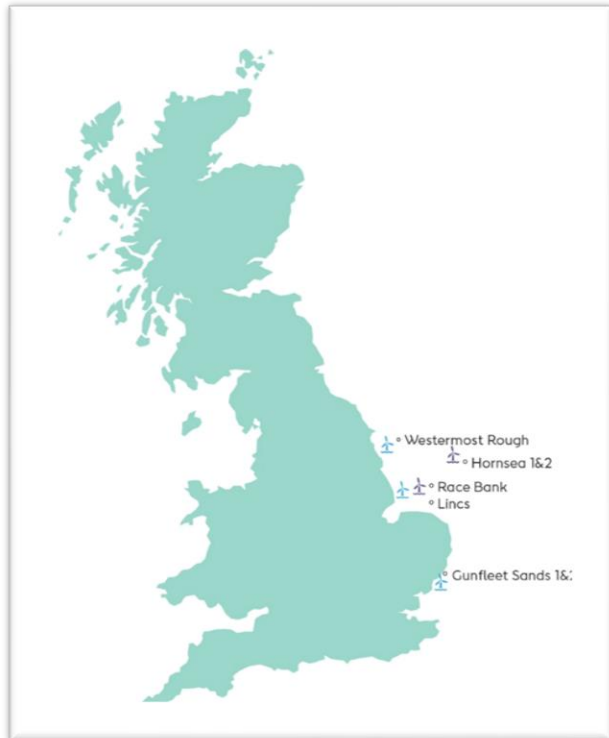 Westermost Rough
Hornsea 1&2
Race Bank
Lincs
Gunfleet Sands 1&